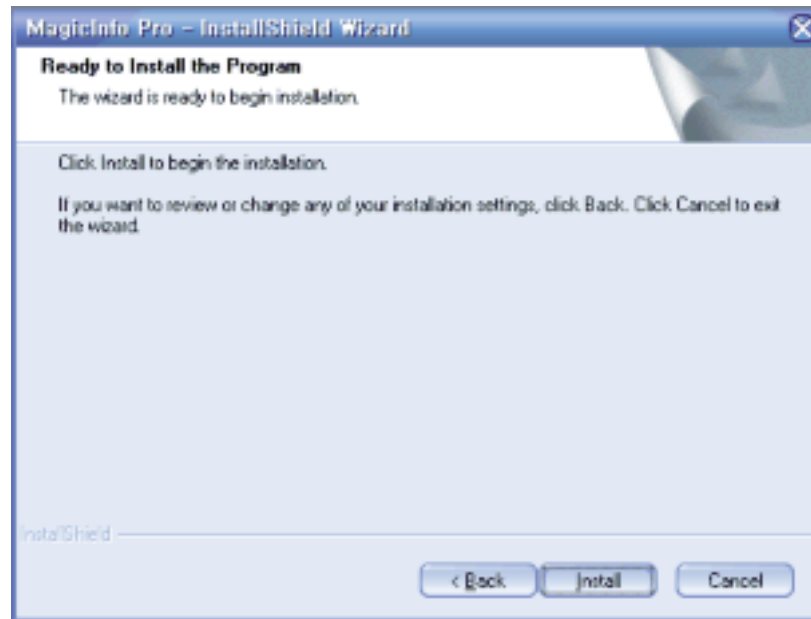 MagicInfo Pro - InstallShield Wizard
Ready to Install the Program
The wizard is ready to begin installation.
Click Install to begin the installation.
If you want to review or change any of your installation settings, click Back. Click Cancel to exit
the wizard.
InstallShield
< Back
Install
Cancel